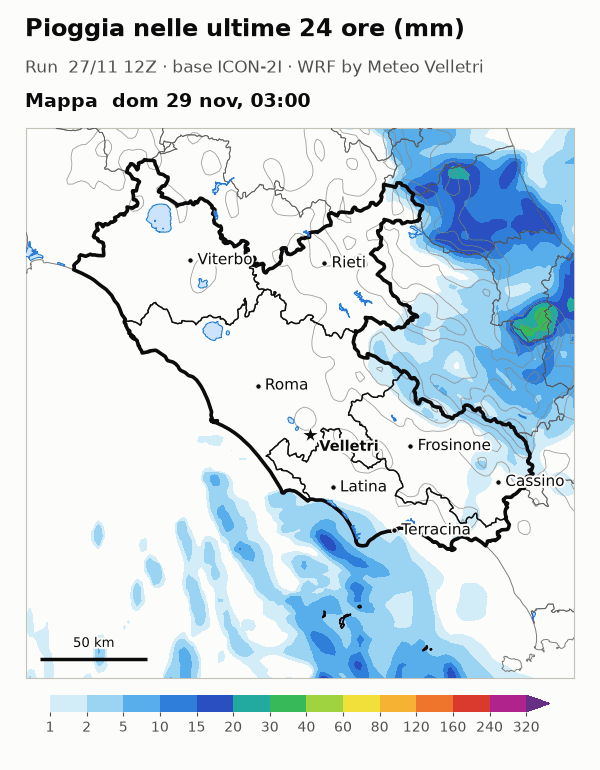 Pioggia nelle ultime 24 ore (mm)
Run 27/11 12Z · base ICON-2I · WRF by Meteo Velletri
Mappa dom 29 nov, 03:00
Viterbo
Rieti
Roma
Velletri
Frosinone
Cassino
Latina
Terracina
50 km
1 2 5 10 15 20 30 40 60 80 120 160 240 320